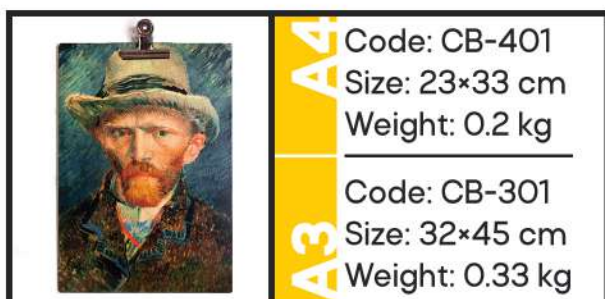 A4
Code: CB-401
Size: 23×33 cm
Weight: 0.2 kg
A3
Code: CB-301
Size: 32×45 cm
Weight: 0.33 kg